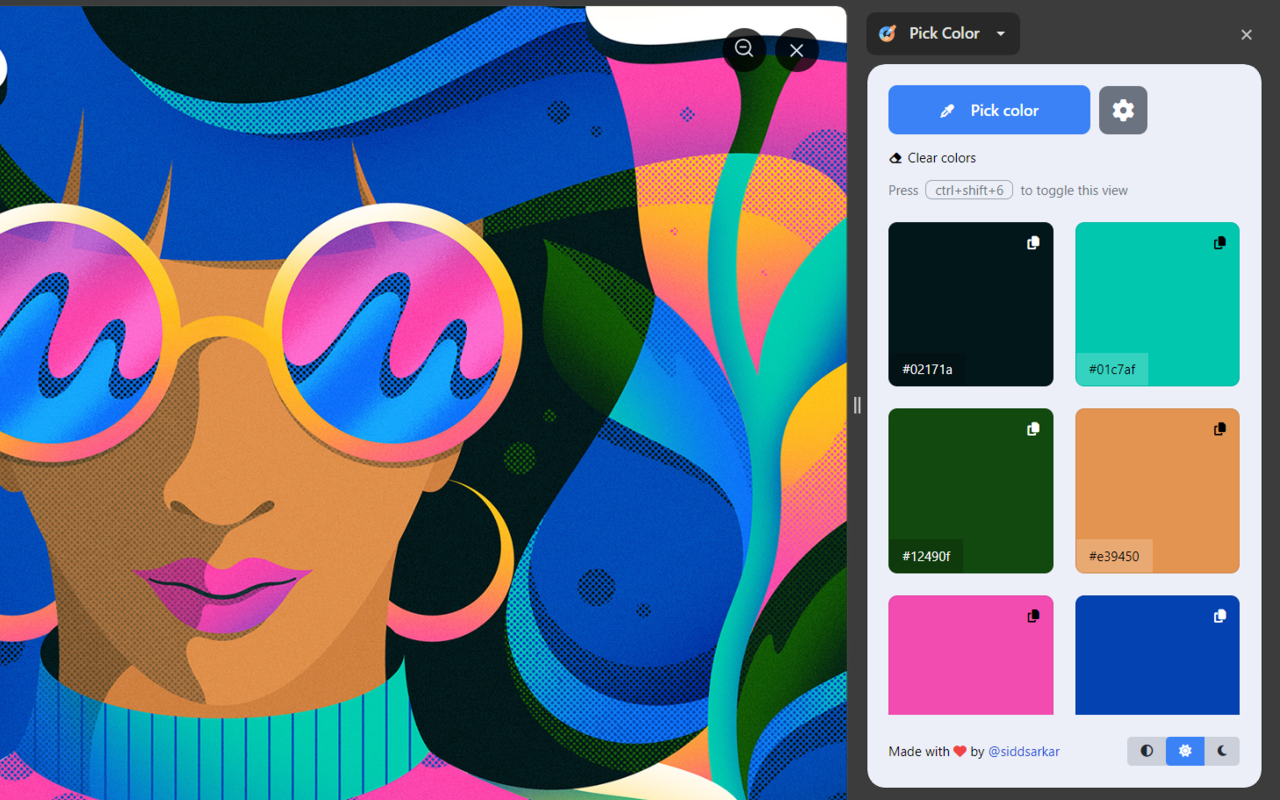 Pick Color
Pick color
Clear colors
Press ctrl+shift+6 to toggle this view
#02171a
#01c7af
#12490f
#e39450
Made with ❤ by @siddsarkar